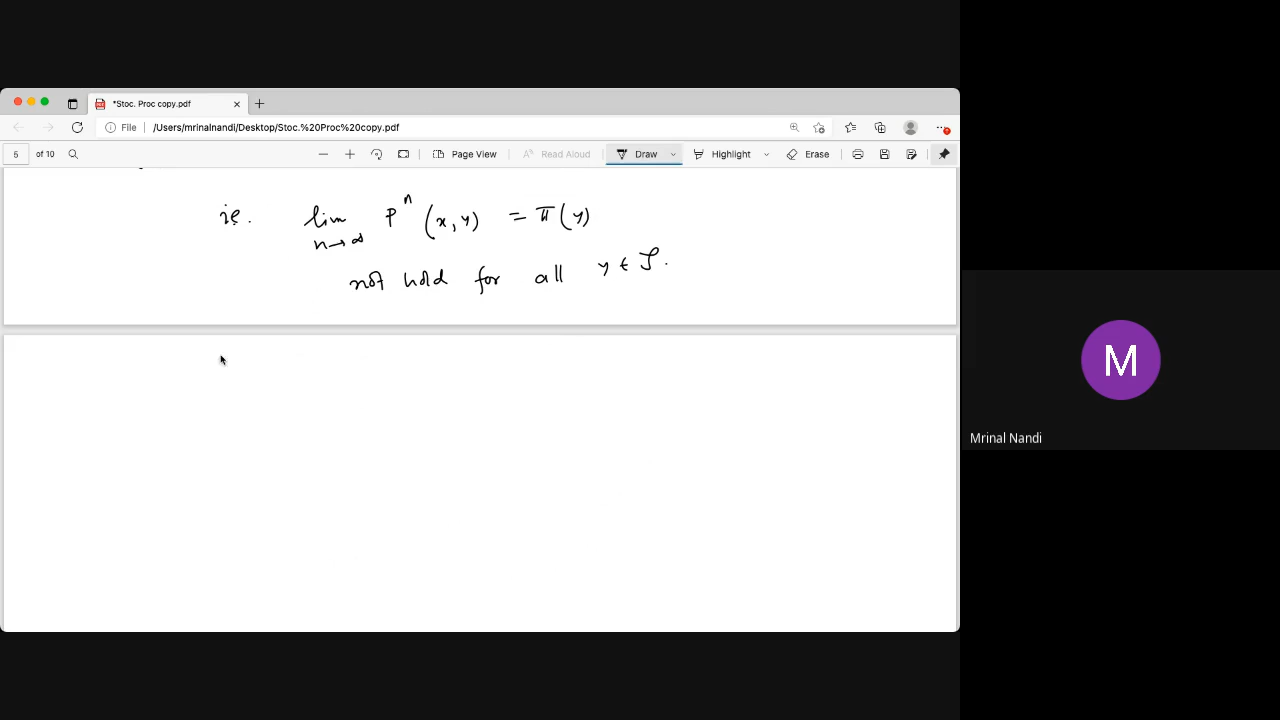 *Stoc. Proc copy.pdf
File | /Users/mrinalnandi/Desktop/Stoc.%20Proc%20copy.pdf
5 of 10 Page View Read Aloud Draw Highlight Erase
ie. lim P^n (x, y) = π(y)
n→∞
not hold for all y ∈ 𝒮.
M
Mrinal Nandi